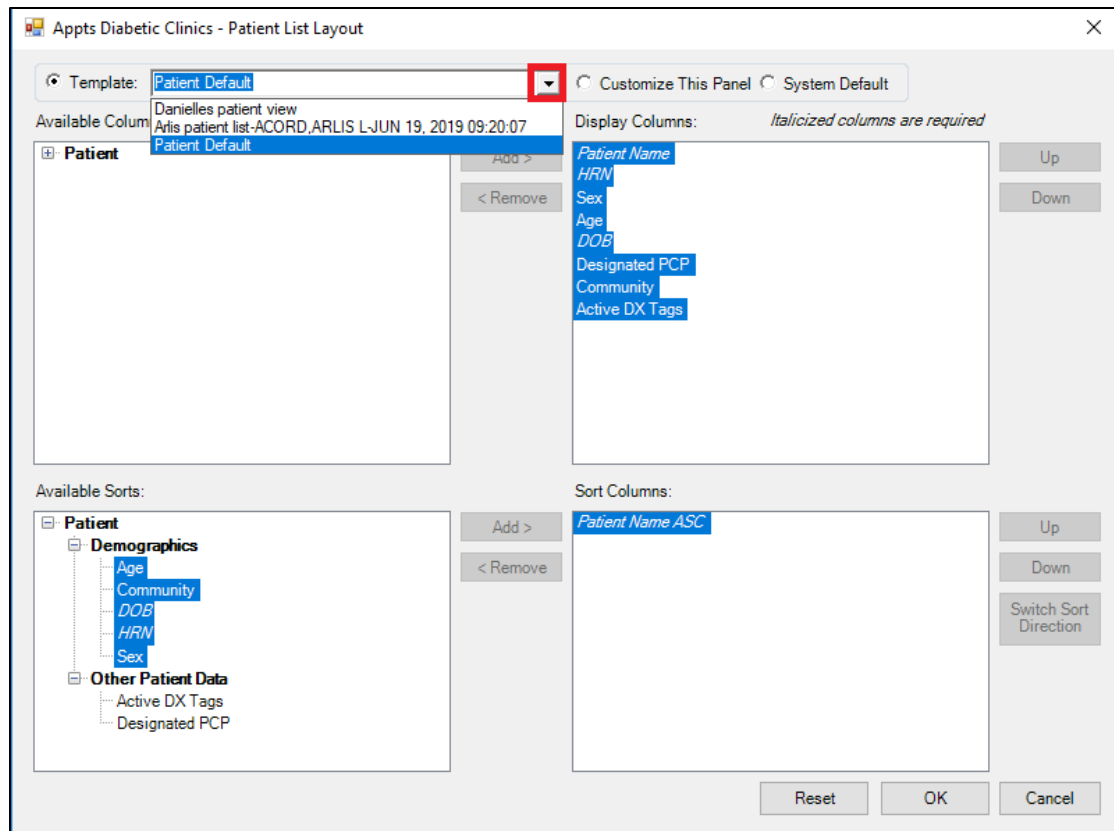 Appts Diabetic Clinics - Patient List Layout
Template: Patient Default Customize This Panel System Default
Danielles patient view
Arlis patient list-ACORD,ARLIS L-JUN 19, 2019 09:20:07
Patient Default
Available Colum
Patient
Add >
< Remove
Display Columns: Italicized columns are required
Patient Name
HRN
Sex
Age
DOB
Designated PCP
Community
Active DX Tags
Up
Down
Available Sorts:
Patient
Demographics
Age
Community
DOB
HRN
Sex
Other Patient Data
Active DX Tags
Designated PCP
Add >
< Remove
Sort Columns:
Patient Name ASC
Up
Down
Switch Sort
Direction
Reset OK Cancel